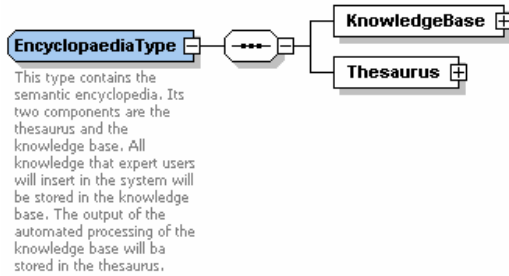 KnowledgeBase
EncyclopaediaType
Thesaurus
This type contains the
semantic encyclopedia. Its
two components are the
thesaurus and the
knowledge base. All
knowledge that expert users
will insert in the system will
be stored in the knowledge
base. The output of the
automated processing of the
knowledge base will ba
stored in the thesaurus.